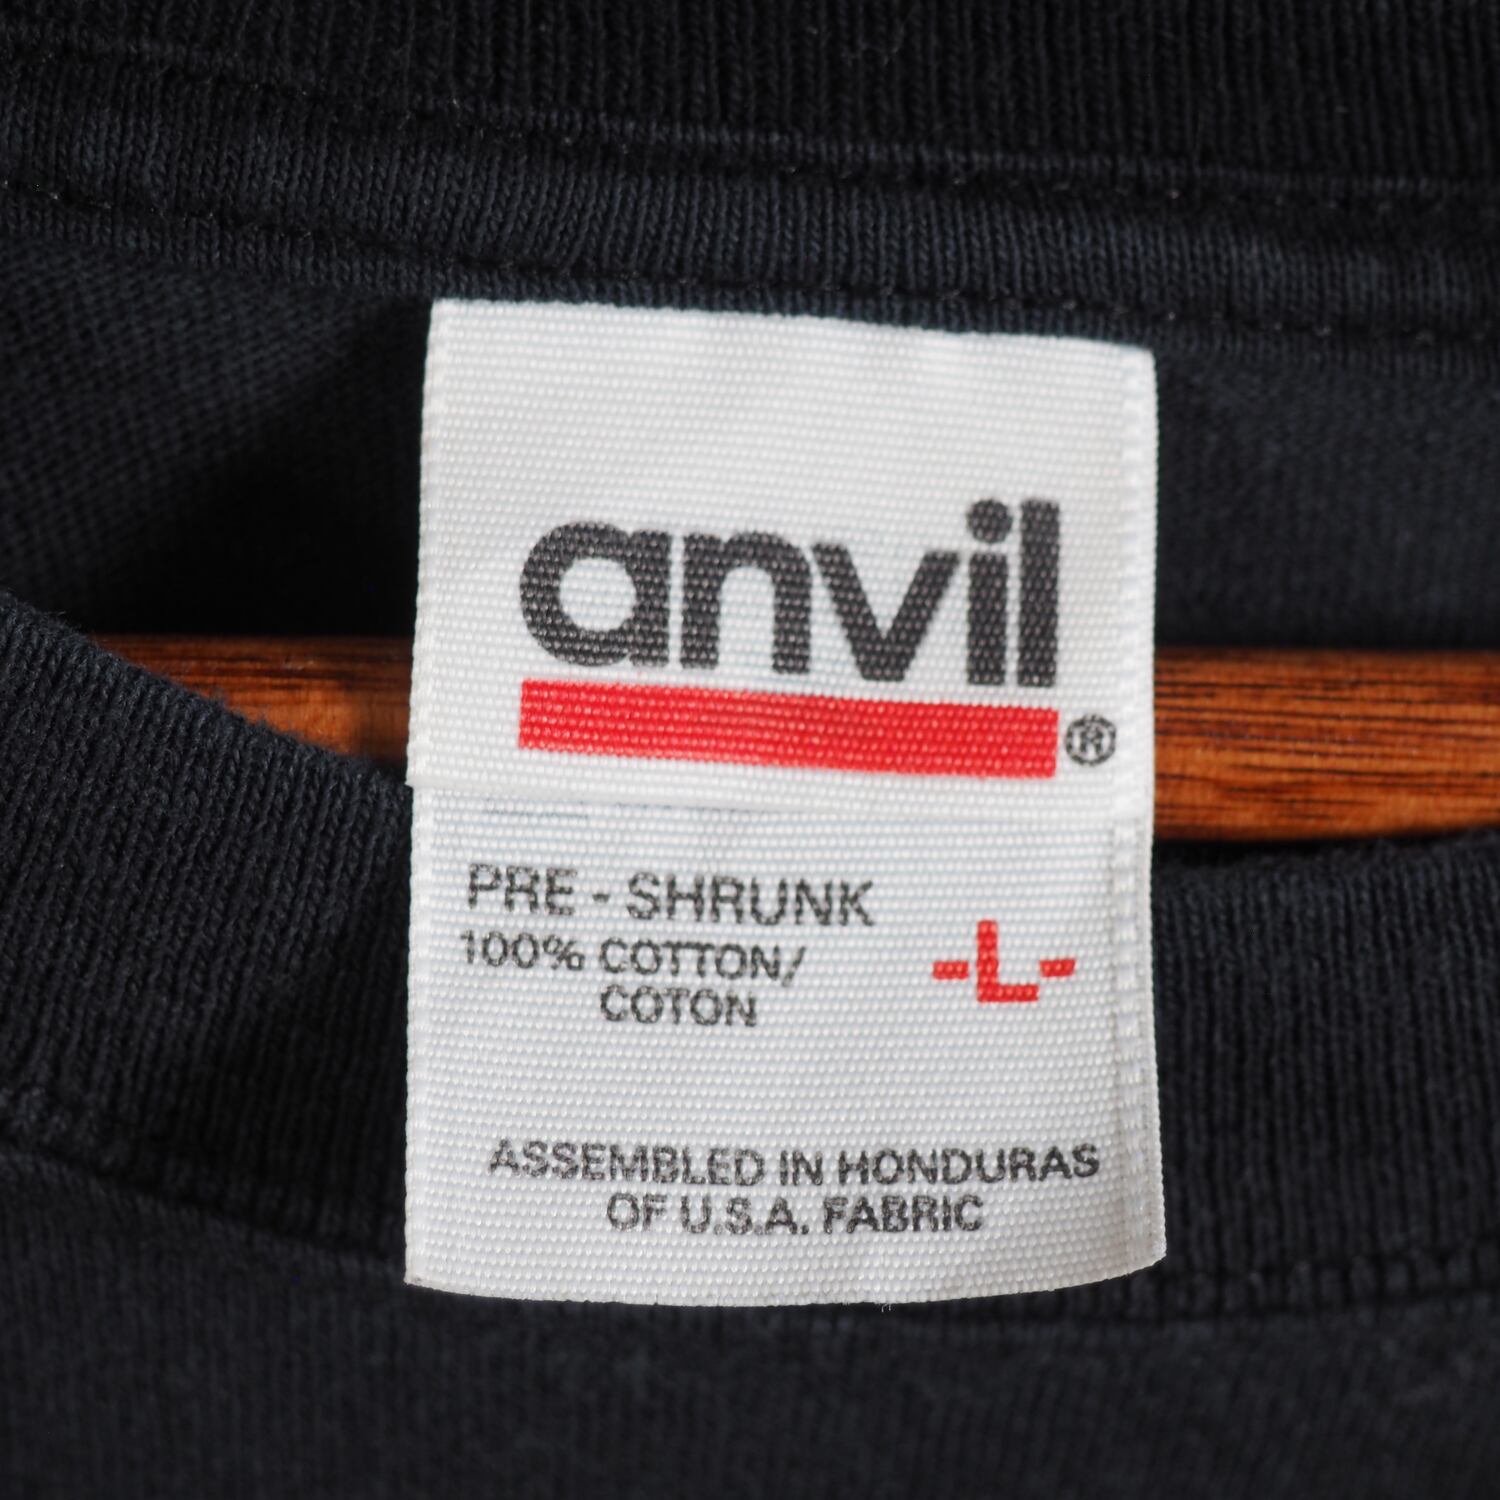 anvil®
PRE - SHRUNK
100% COTTON/
COTON
-L-
ASSEMBLED IN HONDURAS
OF U.S.A. FABRIC